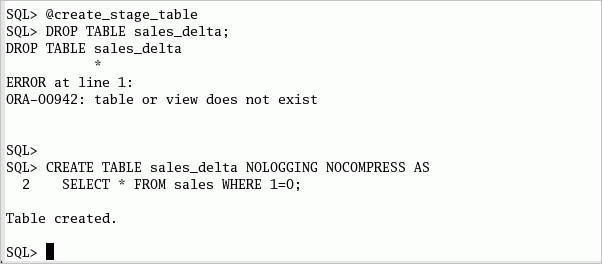 SQL> @create_stage_table
SQL> DROP TABLE sales_delta;
DROP TABLE sales_delta
           *
ERROR at line 1:
ORA-00942: table or view does not exist
SQL>
SQL> CREATE TABLE sales_delta NOLOGGING NOCOMPRESS AS
  2    SELECT * FROM sales WHERE 1=0;
Table created.
SQL>